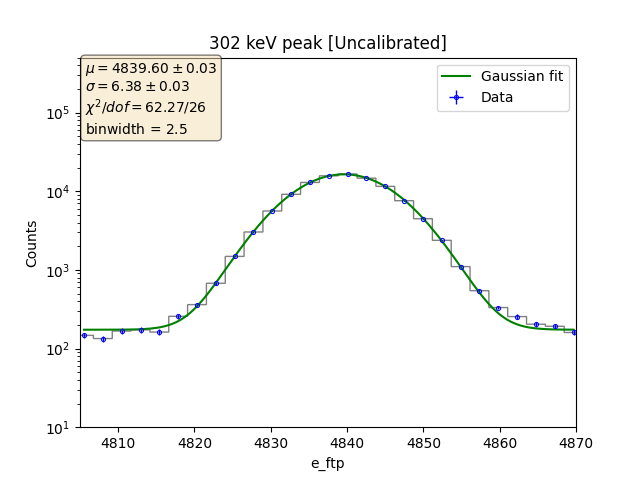 302 keV peak [Uncalibrated]
μ = 4839.60 ± 0.03
σ = 6.38 ± 0.03
χ²/dof = 62.27/26
binwidth = 2.5
Gaussian fit
Data
Counts
10⁵
10⁴
10³
10²
10¹
4810 4820 4830 4840 4850 4860 4870
e_ftp